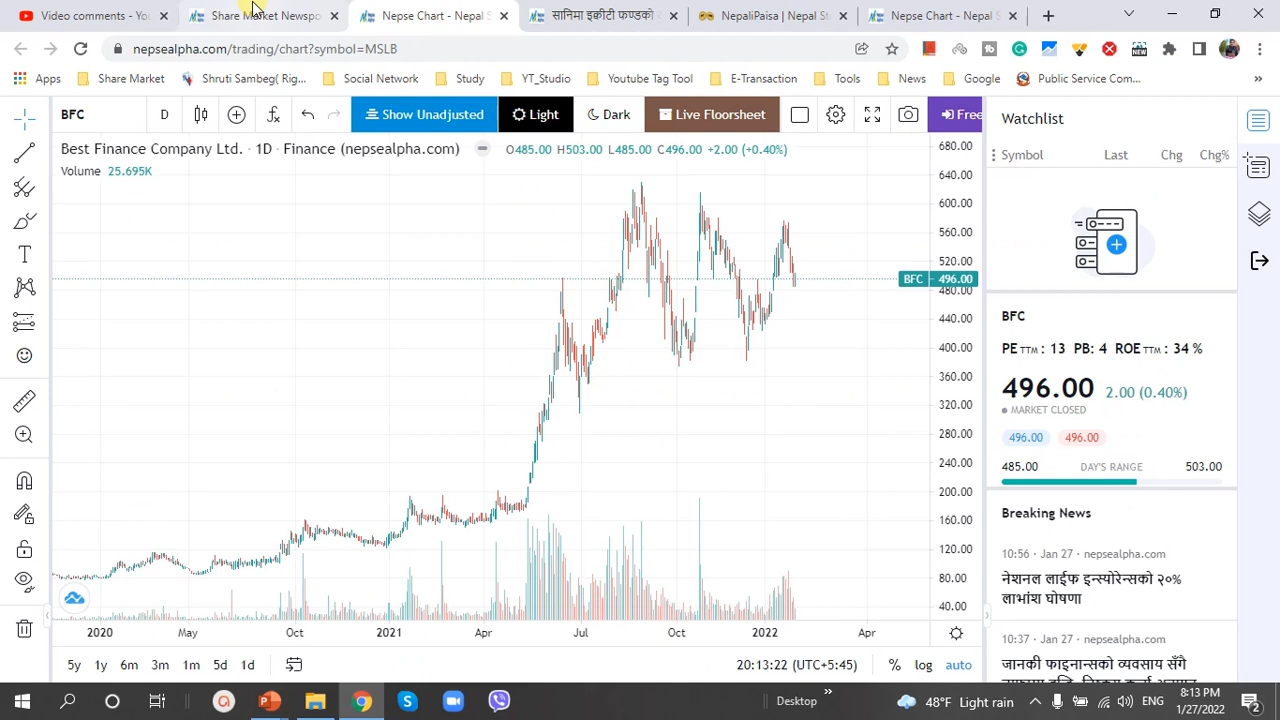 Video comments - You
Share Market Newspo
Nepse Chart - Nepal S
सानिमा इक्वीटी फण्डको २
NepaliPaisa | Nepal Sto
Nepse Chart - Nepal S
nepsealpha.com/trading/chart?symbol=MSLB
Apps
Share Market
Shruti Sambeg( Rig...
Social Network
Study
YT_Studio
Youtube Tag Tool
E-Transaction
Tools
News
Google
Public Service Com...
»
BFC
D
Show Unadjusted
Light
Dark
Live Floorsheet
Free
Best Finance Company Ltd. · 1D · Finance (nepsealpha.com)
O485.00 H503.00 L485.00 C496.00 +2.00 (+0.40%)
Volume 25.695K
680.00
640.00
600.00
560.00
520.00
BFC 496.00
480.00
440.00
400.00
360.00
320.00
280.00
240.00
200.00
160.00
120.00
80.00
40.00
2020 May Oct 2021 Apr Jul Oct 2022 Apr
5y 1y 6m 3m 1m 5d 1d
20:13:22 (UTC+5:45) % log auto
Watchlist
Symbol Last Chg Chg%
BFC
PE TTM : 13 PB: 4 ROE TTM : 34 %
496.00 2.00 (0.40%)
MARKET CLOSED
496.00 496.00
485.00 DAY'S RANGE 503.00
Breaking News
10:56 - Jan 27 - nepsealpha.com
नेशनल लाईफ इन्स्योरेन्सको २०%
लाभांश घोषणा
10:37 - Jan 27 - nepsealpha.com
जानकी फाइनान्सको व्यवसाय सँगै
Desktop
»
48°F Light rain
8:13 PM
1/27/2022
2